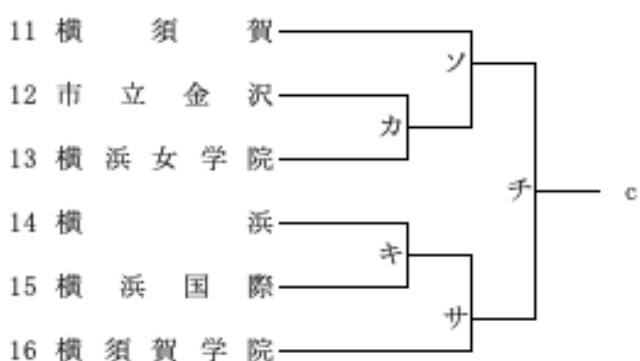 11 横須賀
ソ
12 市立金沢
カ
13 横浜女学院
チ c
14 横浜
キ
15 横浜国際
サ
16 横須賀学院